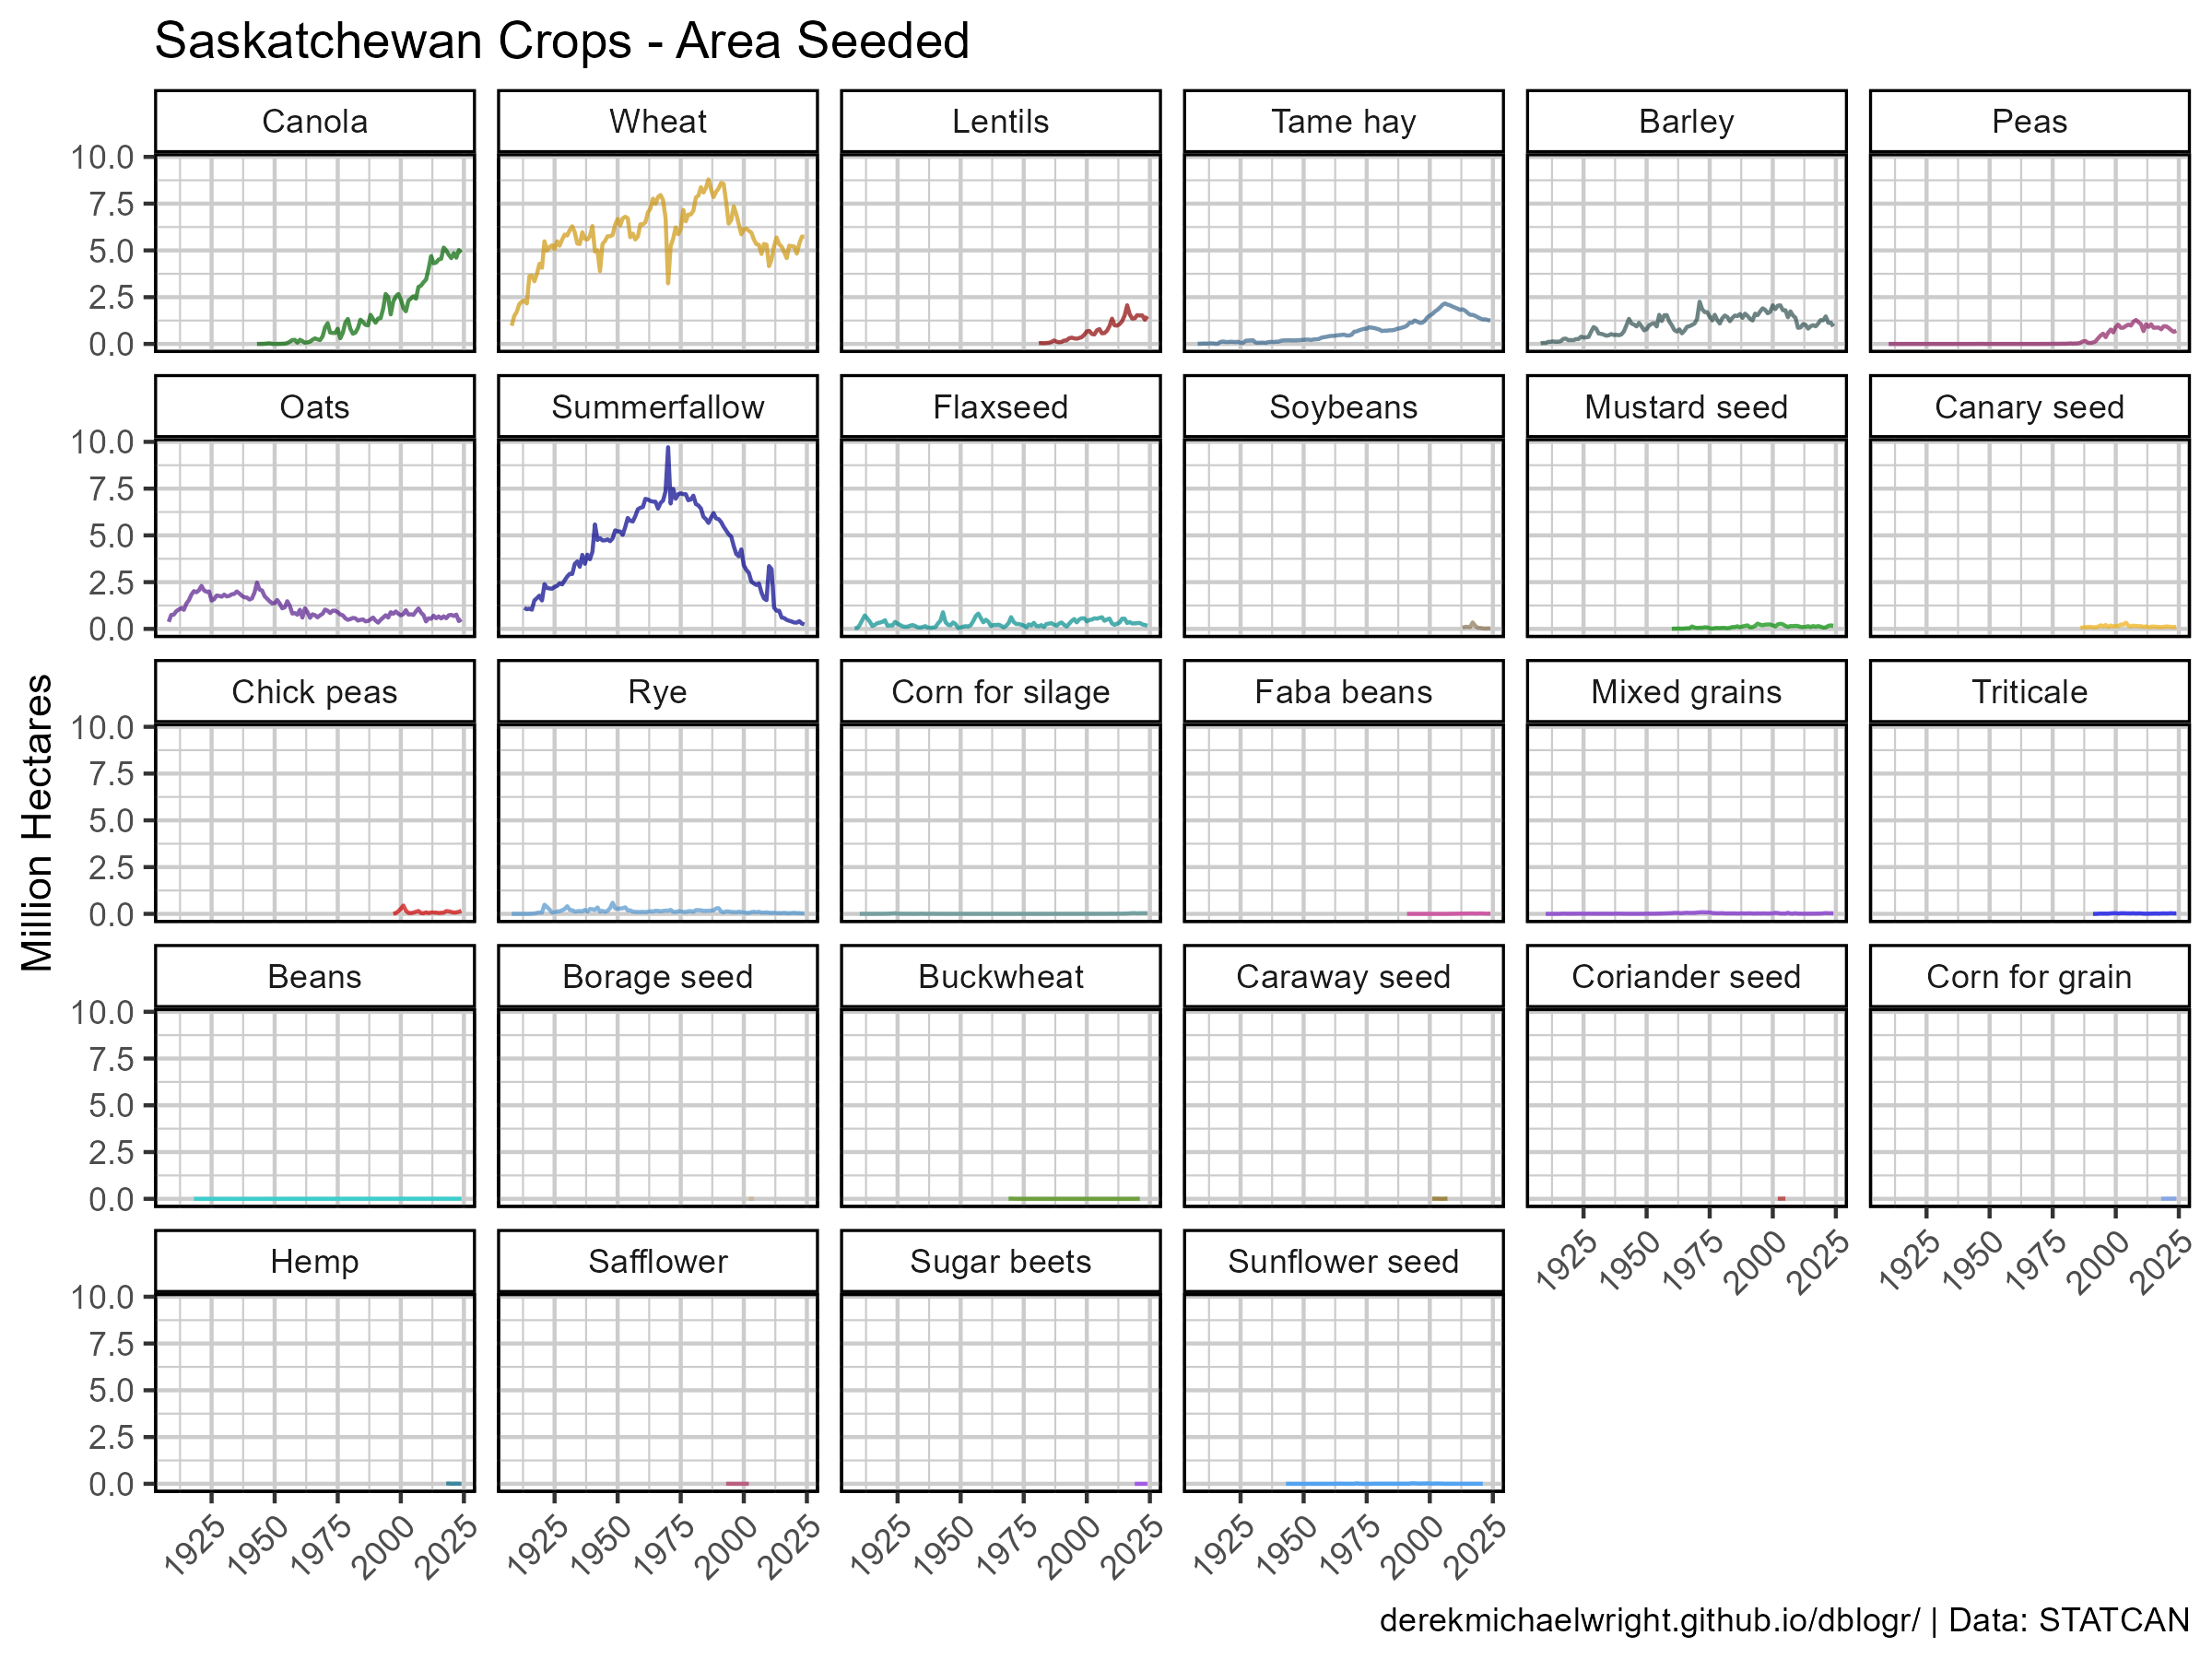 Saskatchewan Crops - Area Seeded
Canola Wheat Lentils Tame hay Barley Peas
10.0
7.5
5.0
2.5
0.0
Oats Summerfallow Flaxseed Soybeans Mustard seed Canary seed
10.0
7.5
5.0
2.5
0.0
Million Hectares
Chick peas Rye Corn for silage Faba beans Mixed grains Triticale
10.0
7.5
5.0
2.5
0.0
Beans Borage seed Buckwheat Caraway seed Coriander seed Corn for grain
10.0
7.5
5.0
2.5
0.0
1925 1950 1975 2000 2025 1925 1950 1975 2000 2025
Hemp Safflower Sugar beets Sunflower seed
10.0
7.5
5.0
2.5
0.0
1925 1950 1975 2000 2025 1925 1950 1975 2000 2025 1925 1950 1975 2000 2025 1925 1950 1975 2000 2025
derekmichaelwright.github.io/dblogr/ | Data: STATCAN